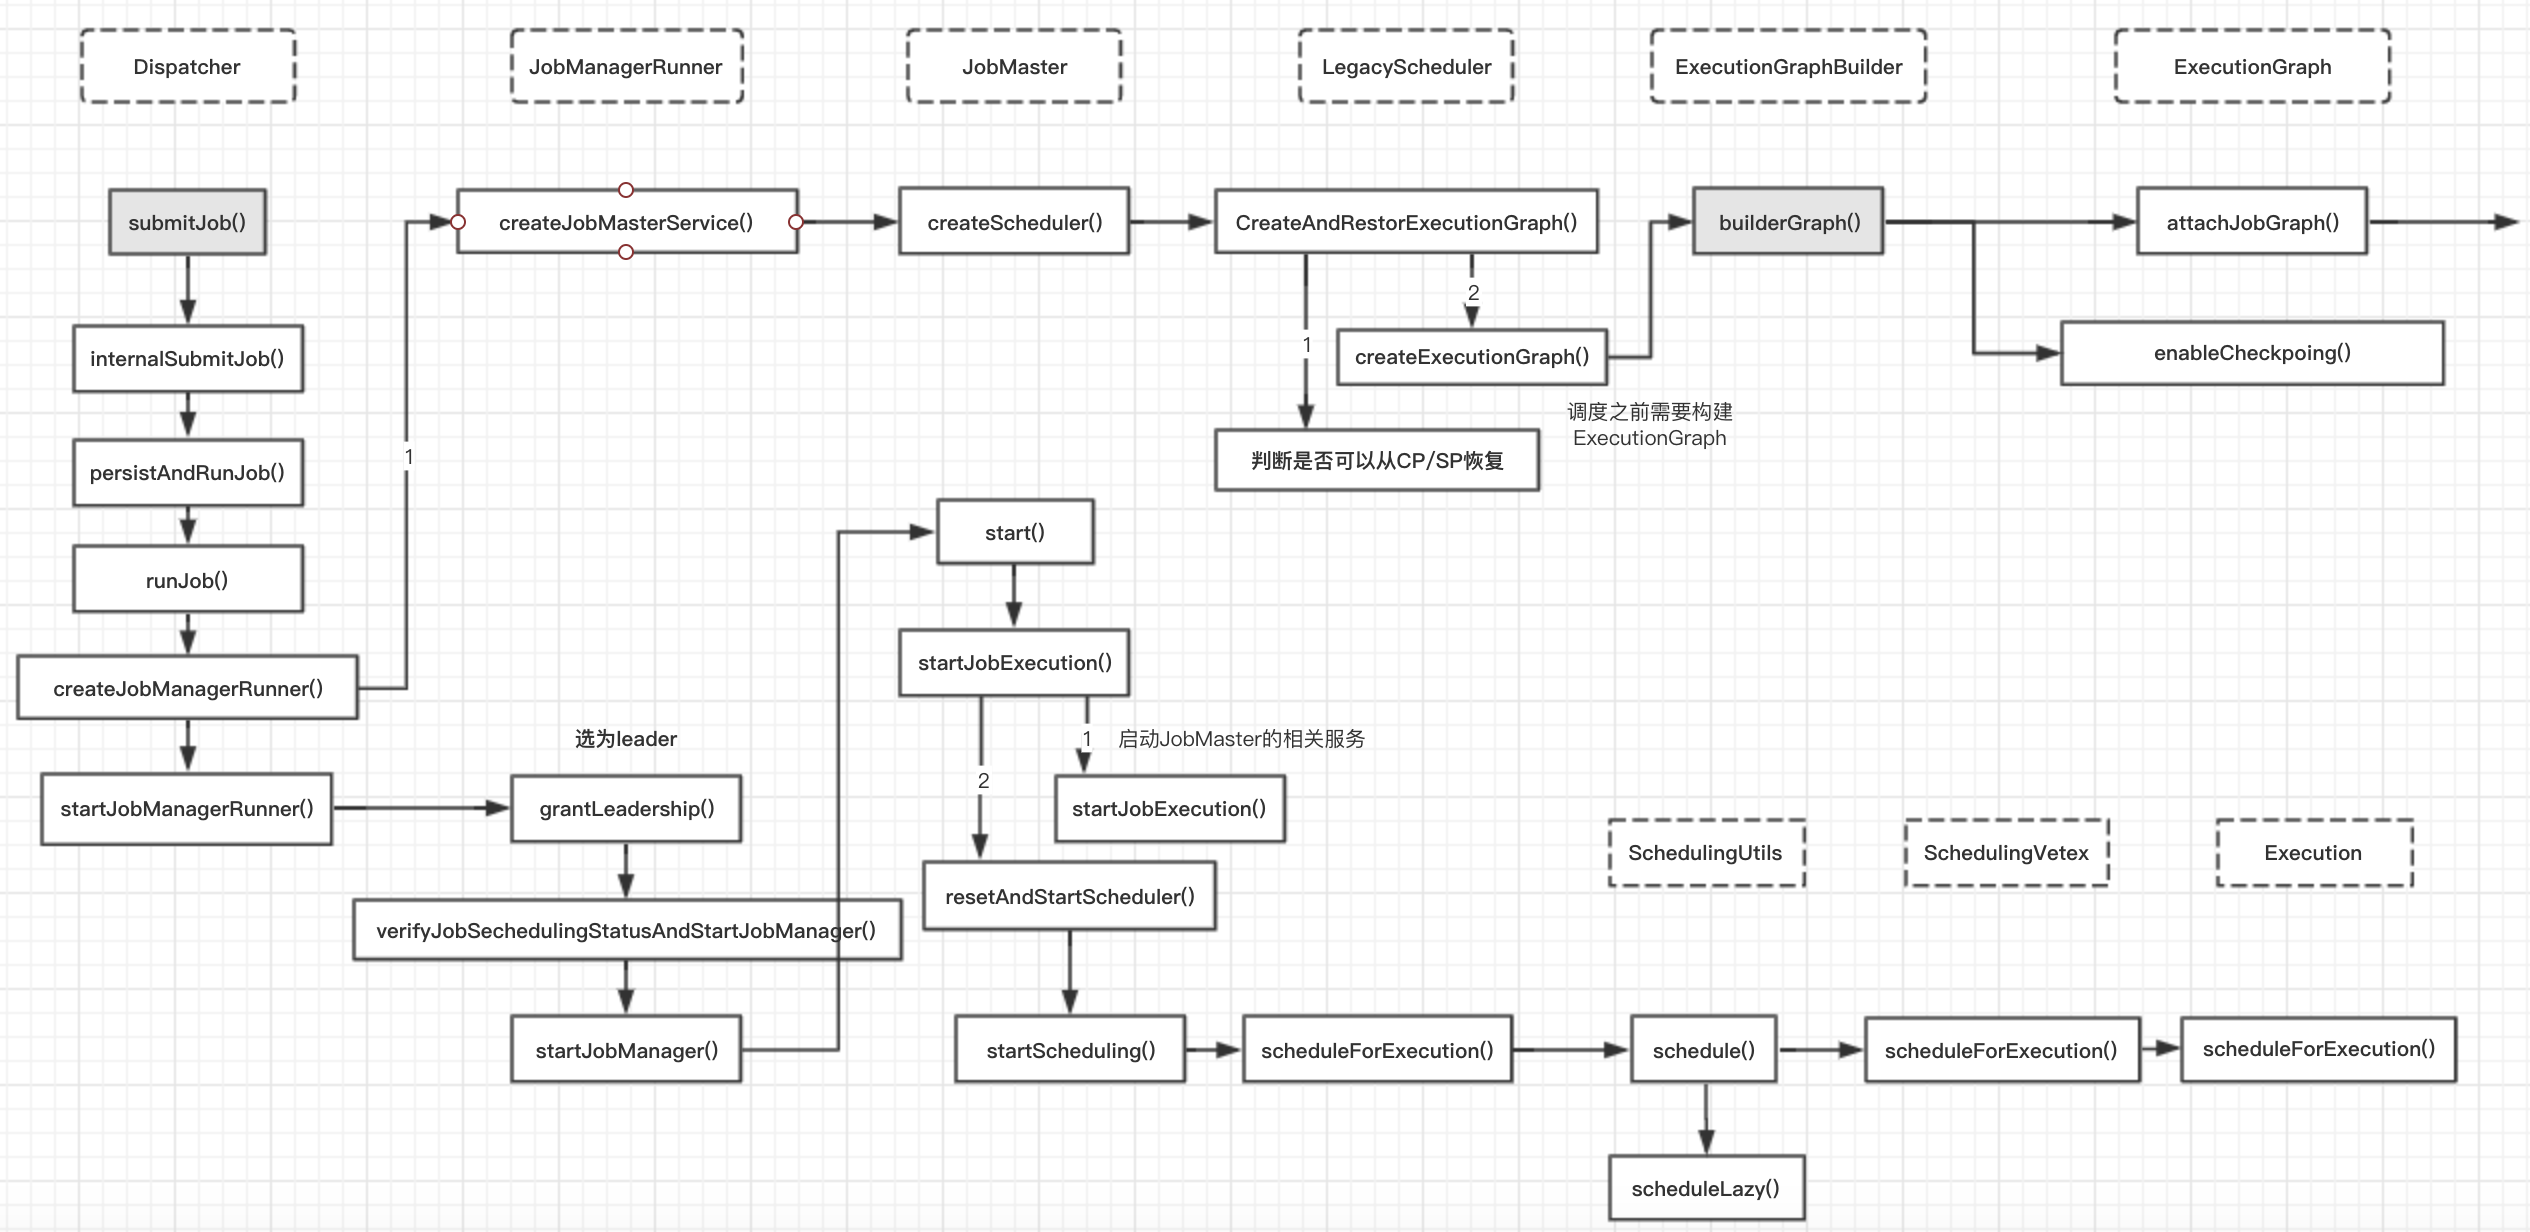 Dispatcher
JobManagerRunner
JobMaster
LegacyScheduler
ExecutionGraphBuilder
ExecutionGraph
submitJob()
createJobMasterService()
createScheduler()
CreateAndRestorExecutionGraph()
builderGraph()
attachJobGraph()
2
1
internalSubmitJob()
createExecutionGraph()
enableCheckpoing()
调度之前需要构建
ExecutionGraph
1
persistAndRunJob()
判断是否可以从CP/SP恢复
start()
runJob()
startJobExecution()
createJobManagerRunner()
选为leader
1
启动JobMaster的相关服务
2
startJobManagerRunner()
grantLeadership()
startJobExecution()
SchedulingUtils
SchedulingVetex
Execution
resetAndStartScheduler()
verifyJobSechedulingStatusAndStartJobManager()
startJobManager()
startScheduling()
scheduleForExecution()
schedule()
scheduleForExecution()
scheduleForExecution()
scheduleLazy()